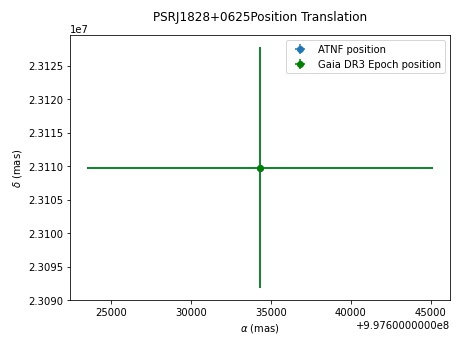 PSRJ1828+0625Position Translation
1e7
ATNF position
Gaia DR3 Epoch position
2.3125
2.3120
2.3115
2.3110
2.3105
2.3100
2.3095
2.3090
δ (mas)
25000 30000 35000 40000 45000
α (mas)
+9.9760000000e8